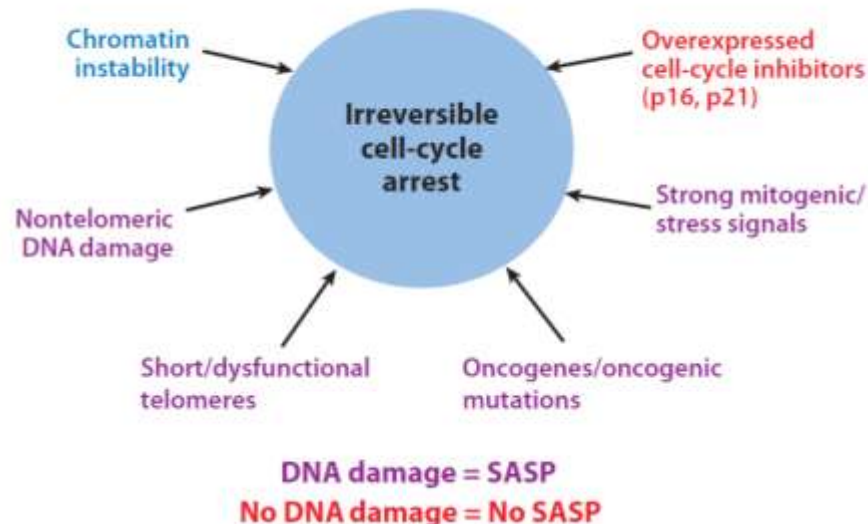 Chromatin
instability
Overexpressed
cell-cycle inhibitors
(p16, p21)
Irreversible
cell-cycle
arrest
Nontelomeric
DNA damage
Strong mitogenic/
stress signals
Short/dysfunctional
telomeres
Oncogenes/oncogenic
mutations
DNA damage = SASP
No DNA damage = No SASP